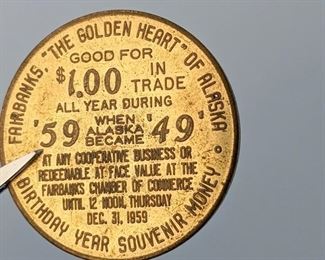 FAIRBANKS, "THE GOLDEN HEART" OF ALASKA
GOOD FOR
$1.00 IN TRADE
ALL YEAR DURING
"59 WHEN ALASKA BECAME "49"
AT ANY COOPERATIVE BUSINESS OR
REDEEMABLE AT FACE VALUE AT THE
FAIRBANKS CHAMBER OF COMMERCE
UNTIL 12 NOON, THURSDAY
DEC. 31, 1959
BIRTHDAY YEAR SOUVENIR MONEY